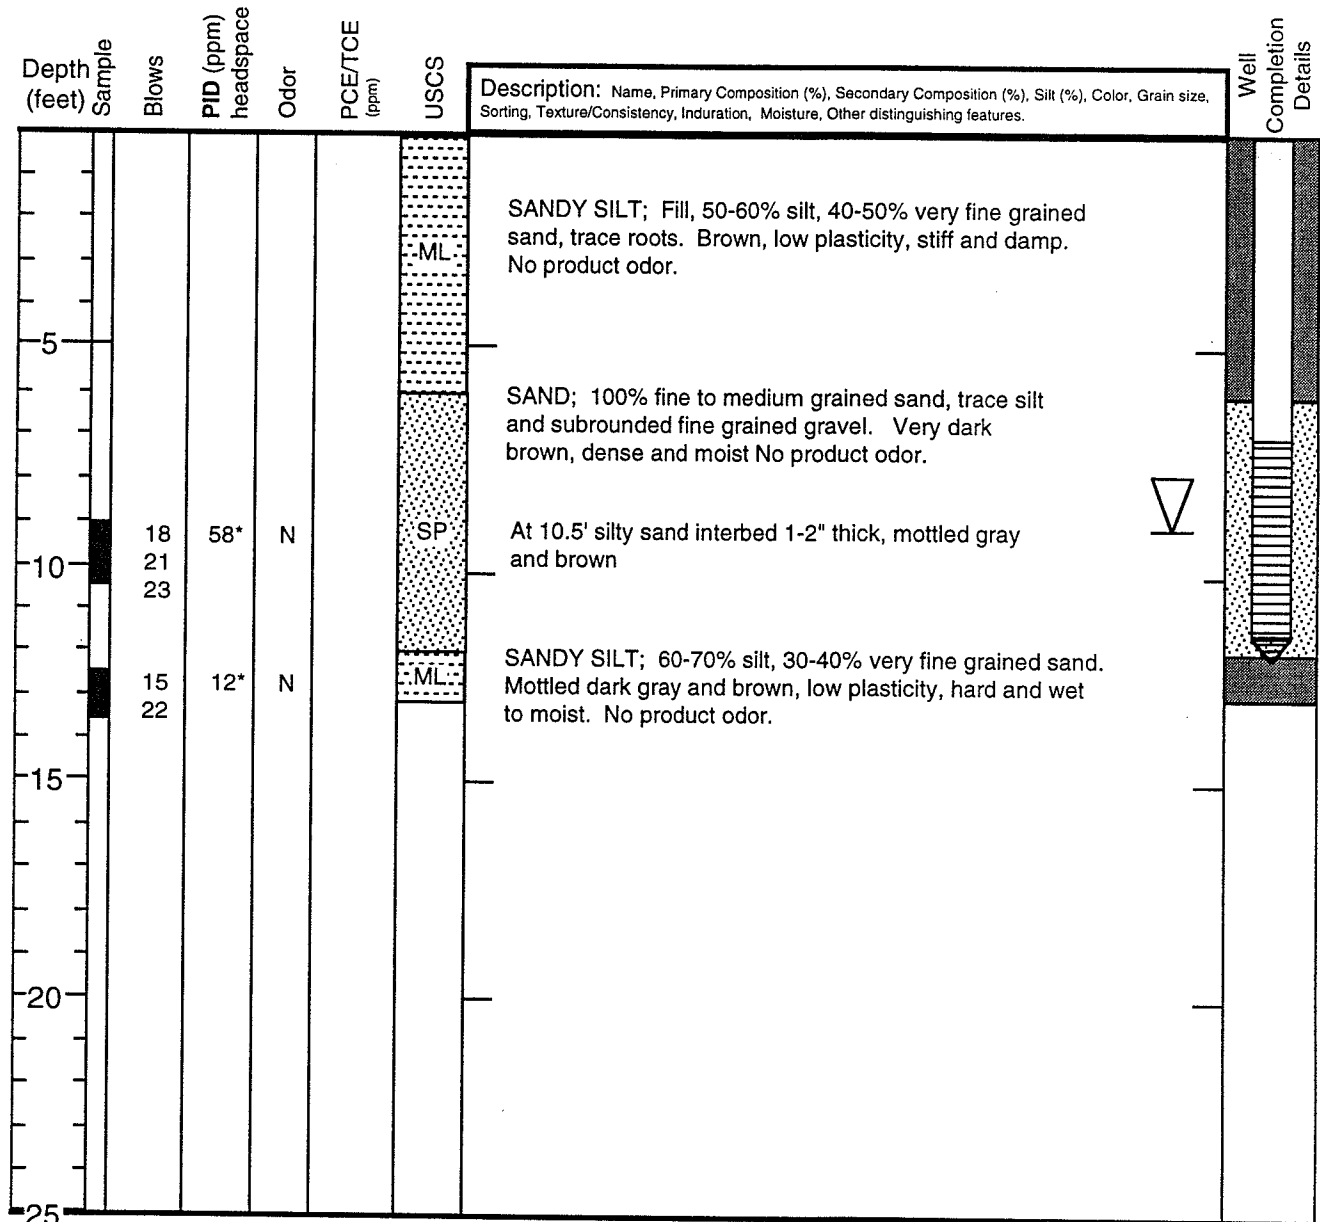 Depth
(feet)
Sample
Blows
PID (ppm)
headspace
Odor
PCE/TCE
(ppm)
USCS
Description: Name, Primary Composition (%), Secondary Composition (%), Silt (%), Color, Grain size,
Sorting, Texture/Consistency, Induration, Moisture, Other distinguishing features.
Well
Completion
Details
SANDY SILT; Fill, 50-60% silt, 40-50% very fine grained
sand, trace roots. Brown, low plasticity, stiff and damp.
No product odor.
ML
5
SAND; 100% fine to medium grained sand, trace silt
and subrounded fine grained gravel. Very dark
brown, dense and moist No product odor.
18 58* N SP
At 10.5' silty sand interbed 1-2" thick, mottled gray
and brown
10
21
23
SANDY SILT; 60-70% silt, 30-40% very fine grained sand.
Mottled dark gray and brown, low plasticity, hard and wet
to moist. No product odor.
15 12* N ML
22
15
20
25